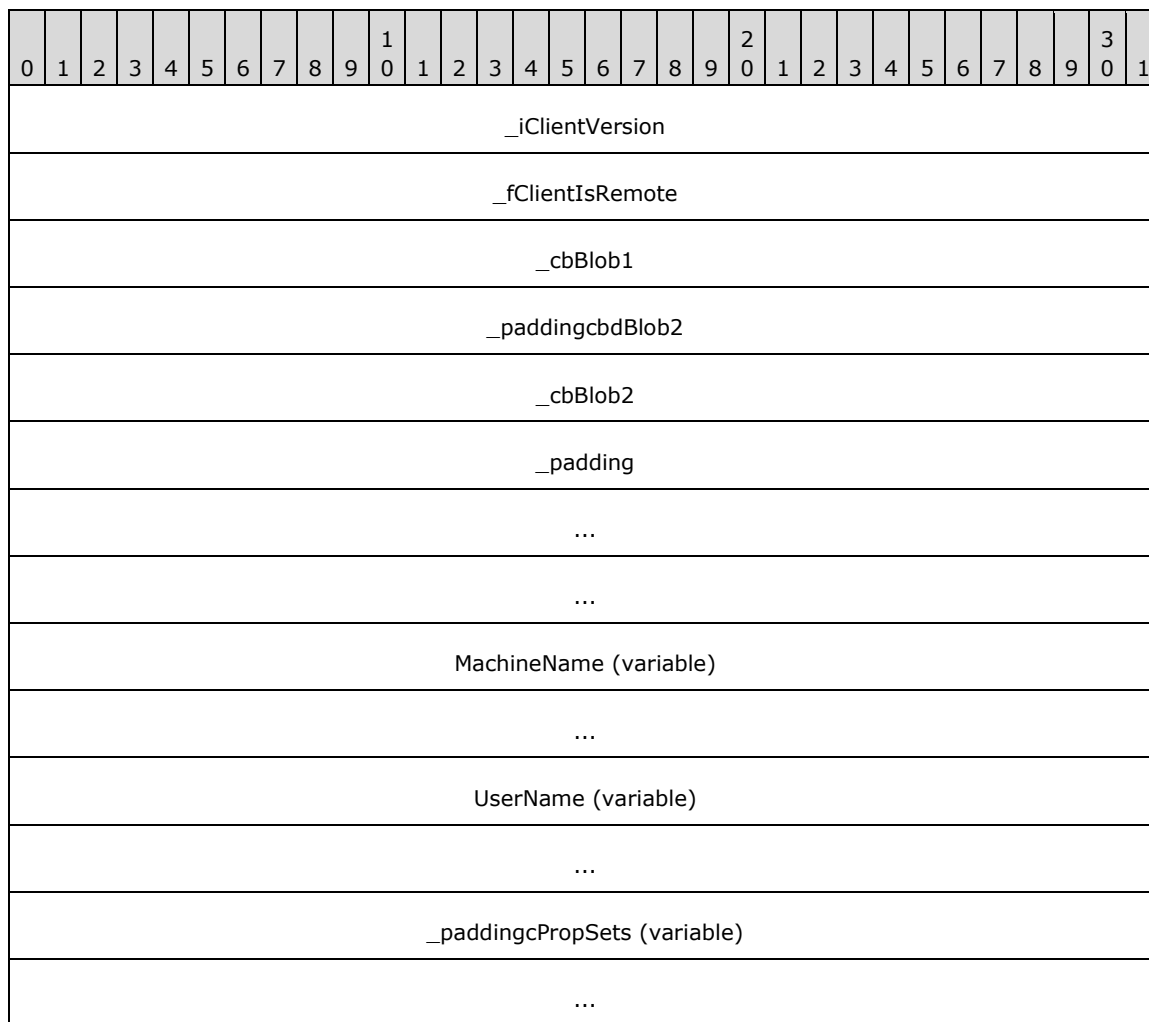 1 2 3
0 1 2 3 4 5 6 7 8 9 0 1 2 3 4 5 6 7 8 9 0 1 2 3 4 5 6 7 8 9 0 1
_iClientVersion
_fClientIsRemote
_cbBlob1
_paddingcbdBlob2
_cbBlob2
_padding
...
...
MachineName (variable)
...
UserName (variable)
...
_paddingcPropSets (variable)
...